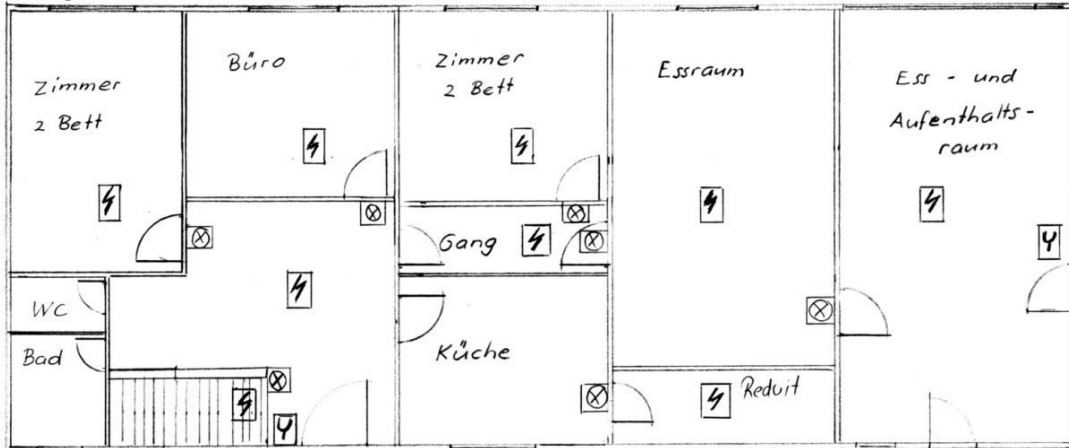 Zimmer
2 Bett
Büro
Zimmer
2 Bett
Essraum
Ess - und
Aufenthalts-
raum
Gang
WC
Bad
Küche
Reduit